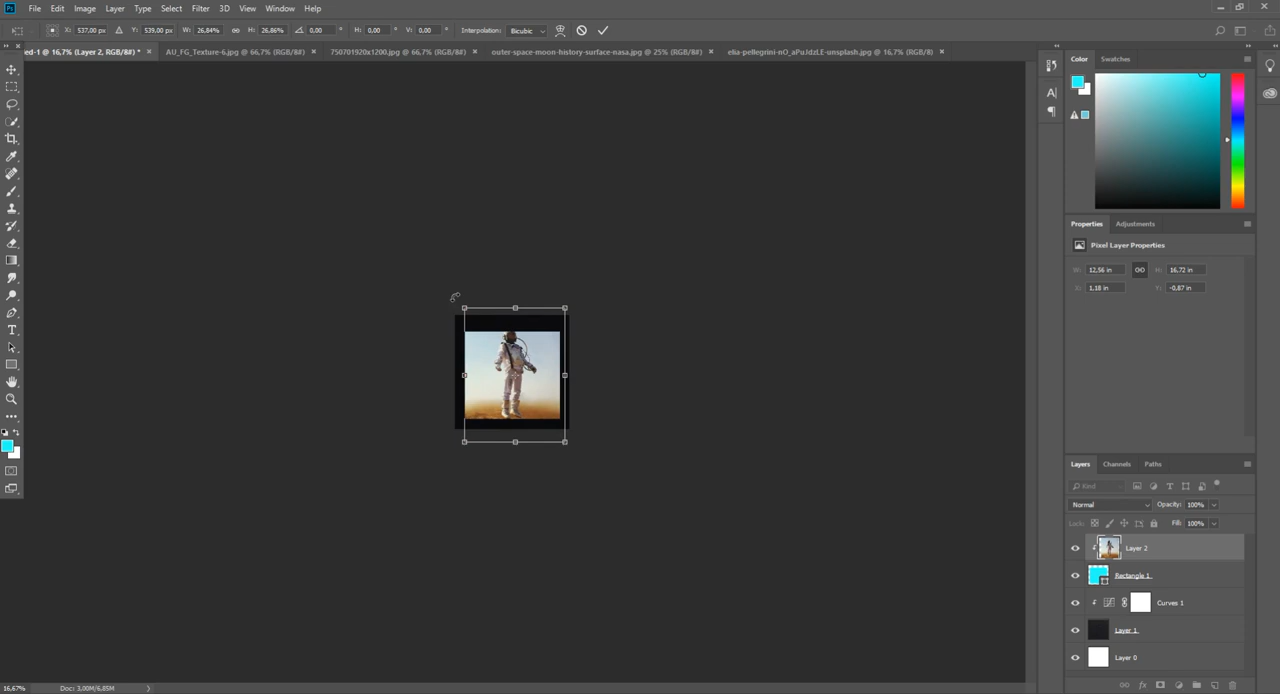 Ps File Edit Image Layer Type Select Filter 3D View Window Help
X: 537,00 px Y: 539,00 px W: 26,84% H: 26,86% 0,00 ° H: 0,00 ° V: 0,00 ° Interpolation: Bicubic
ed-1 @ 16,7% (Layer 2, RGB/8#) * × AU_FG_Texture-6.jpg @ 66,7% (RGB/8#) × 750701920x1200.jpg @ 66,7% (RGB/8#) × outer-space-moon-history-surface-nasa.jpg @ 25% (RGB/8#) × elia-pellegrini-nO_aPuJdzLE-unsplash.jpg @ 16,7% (RGB/8) ×
Color Swatches
Properties Adjustments
Pixel Layer Properties
W: 12,56 in H: 16,72 in
X: 1,18 in Y: -0,87 in
Layers Channels Paths
Kind
Normal Opacity: 100%
Lock: Fill: 100%
Layer 2
Rectangle 1
Curves 1
Layer 1
Layer 0
16,67% Doc: 3,00M/6,85M